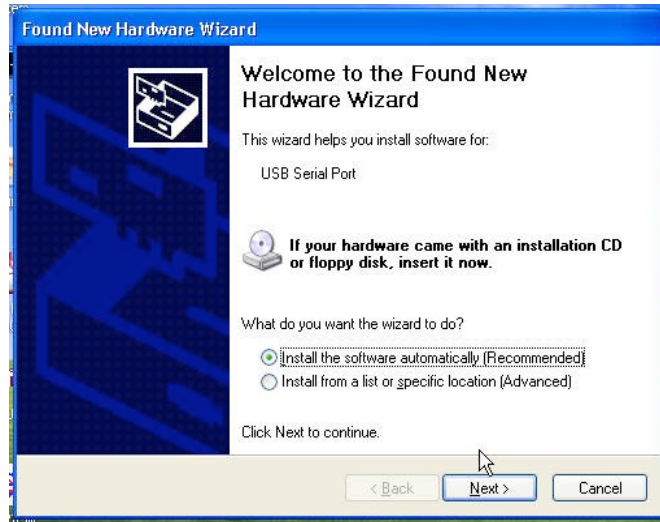 Found New Hardware Wizard
Welcome to the Found New
Hardware Wizard
This wizard helps you install software for:
USB Serial Port
If your hardware came with an installation CD
or floppy disk, insert it now.
What do you want the wizard to do?
Install the software automatically (Recommended)
Install from a list or specific location (Advanced)
Click Next to continue.
< Back Next > Cancel